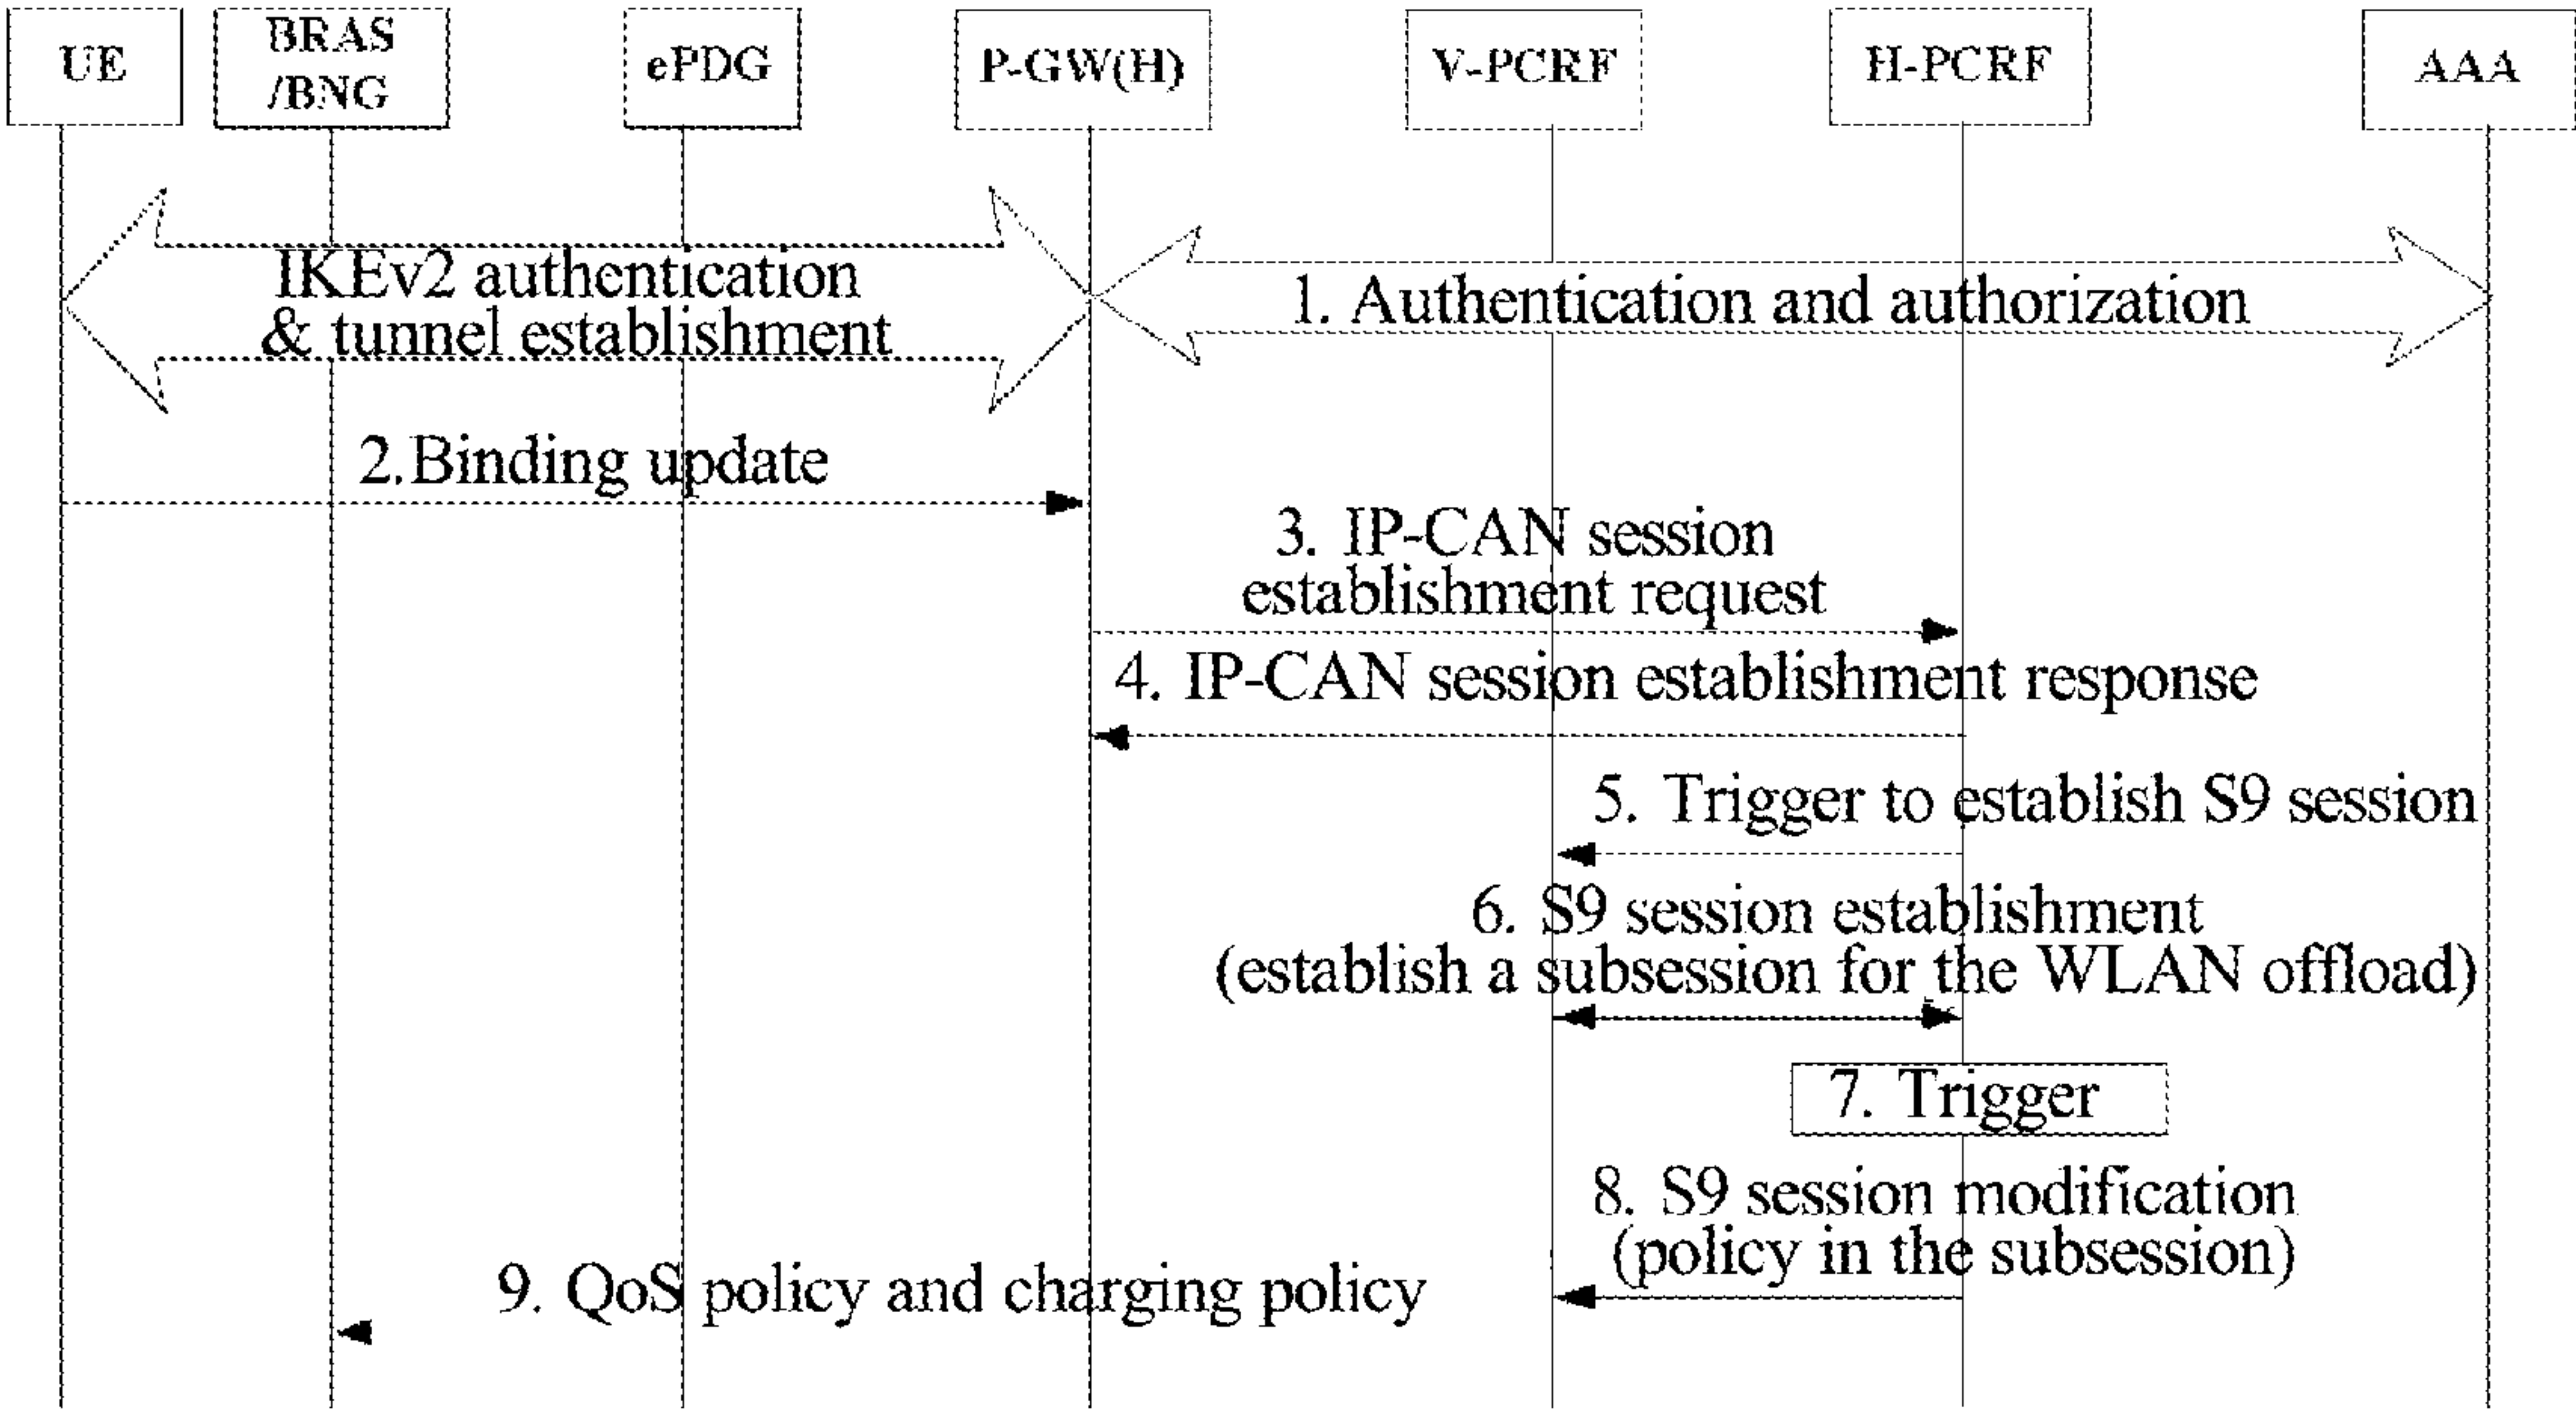 UE
BRAS
/BNG
ePDG
P-GW(H)
V-PCRF
H-PCRF
AAA
IKEv2 authentication
& tunnel establishment
1. Authentication and authorization
2.Binding update
3. IP-CAN session
establishment request
4. IP-CAN session establishment response
5. Trigger to establish S9 session
6. S9 session establishment
(establish a subsession for the WLAN offload)
7. Trigger
8. S9 session modification
(policy in the subsession)
9. QoS policy and charging policy